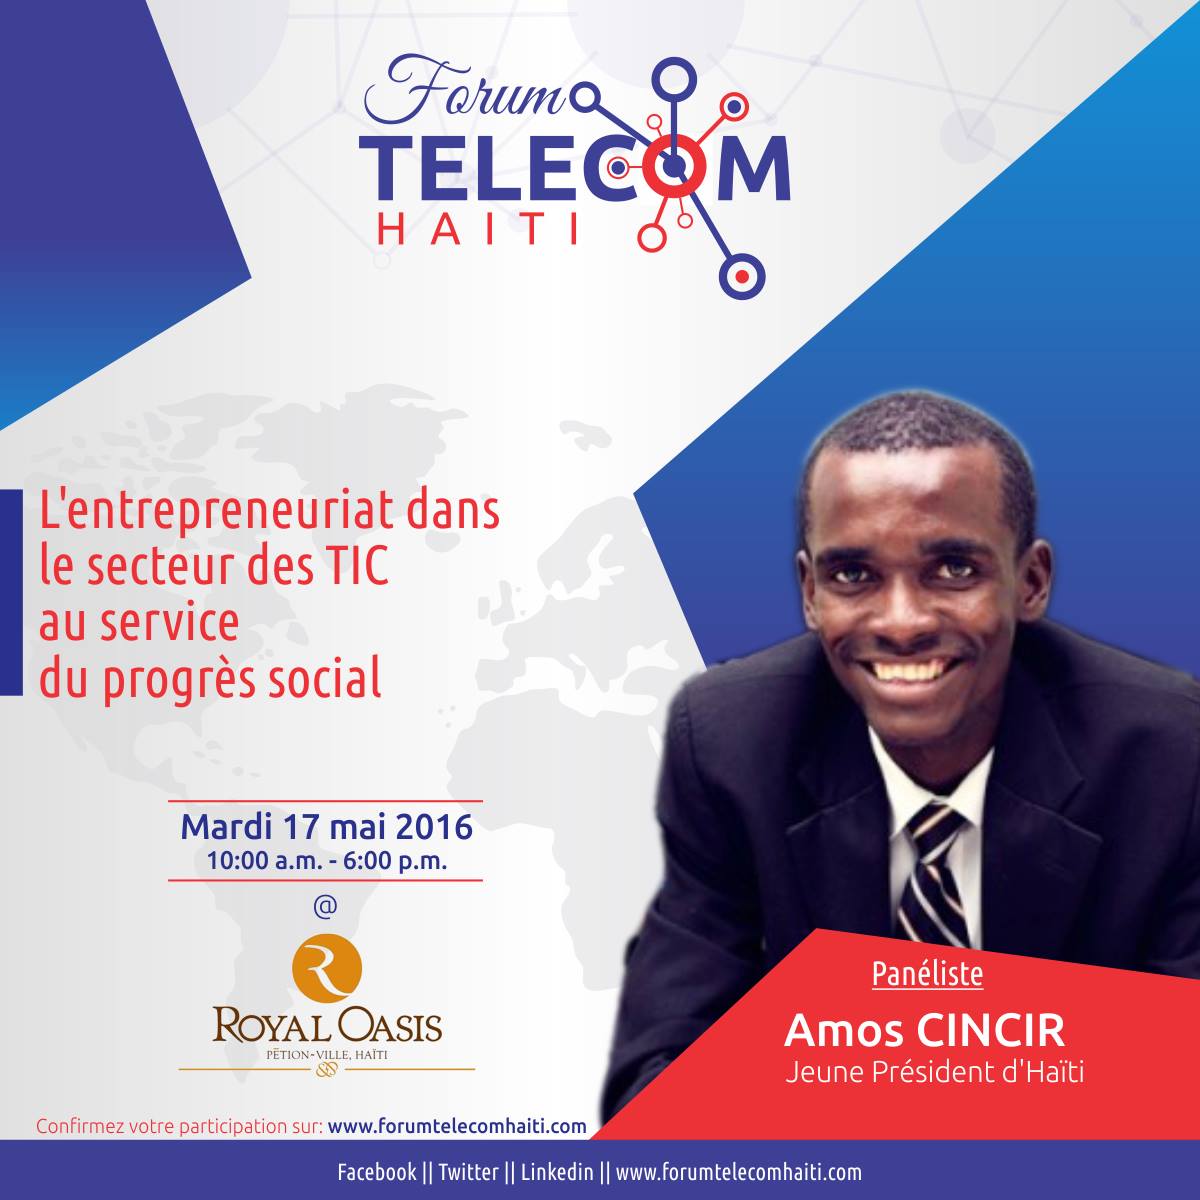 Forum
TELECOM
HAITI
L'entrepreneuriat dans
le secteur des TIC
au service
du progrès social
Mardi 17 mai 2016
10:00 a.m. - 6:00 p.m.
@
R
ROYAL OASIS
PÉTION-VILLE, HAÏTI
Panéliste
Amos CINCIR
Jeune Président d'Haïti
Confirmez votre participation sur: www.forumtelecomhaiti.com
Facebook || Twitter || Linkedin || www.forumtelecomhaiti.com